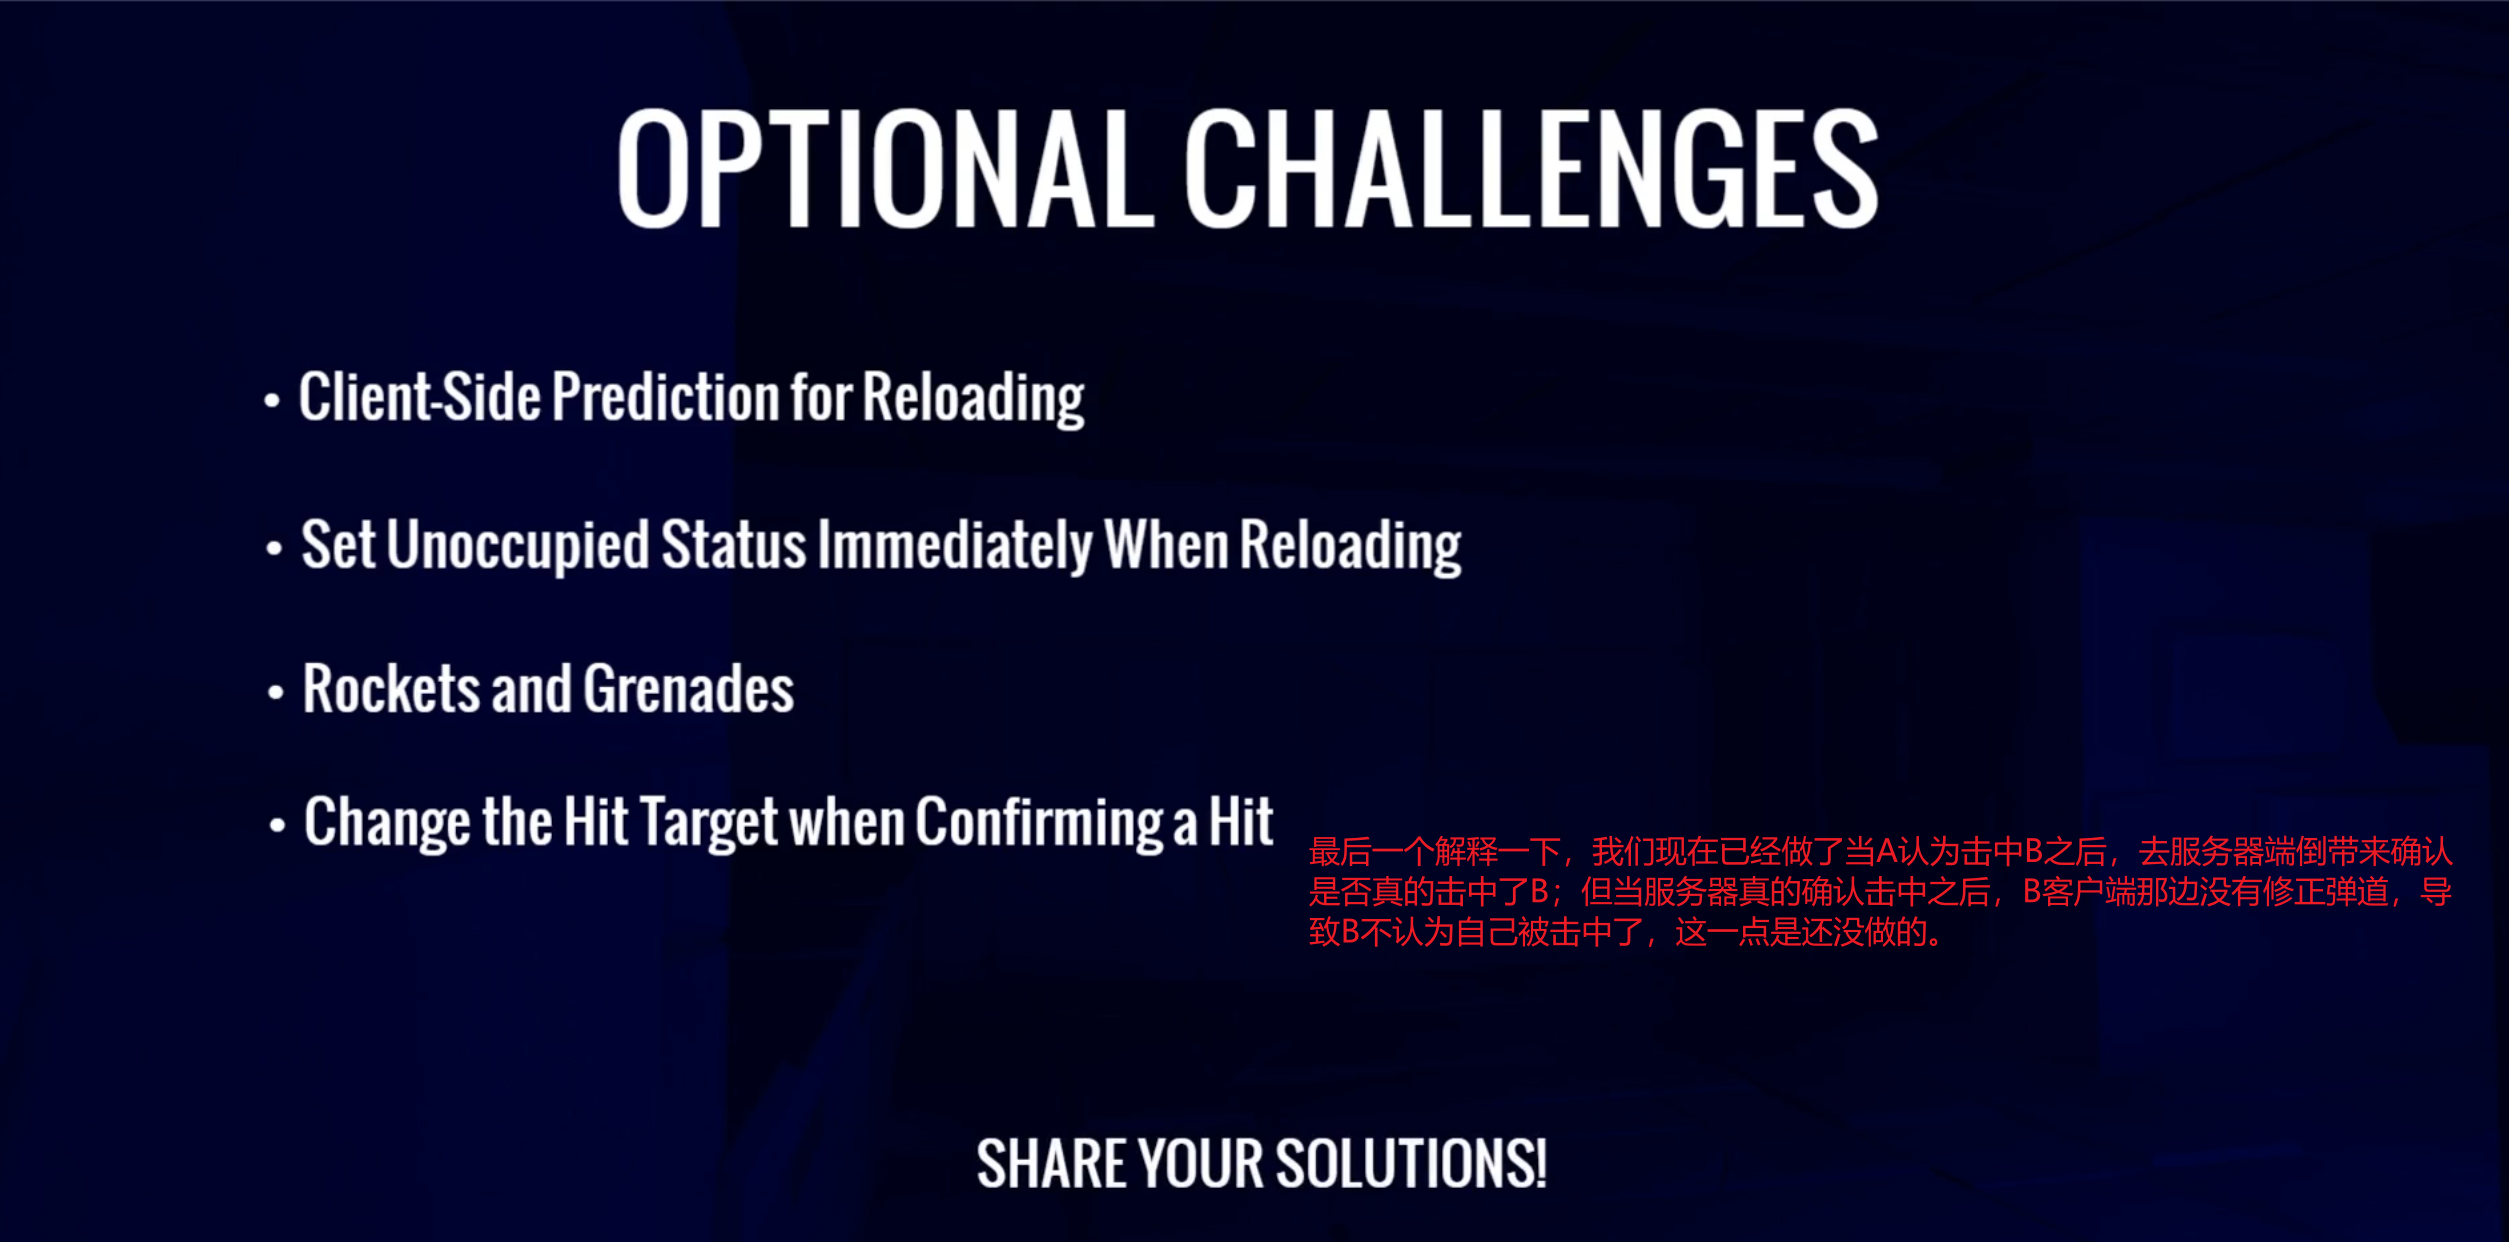 OPTIONAL CHALLENGES
• Client-Side Prediction for Reloading
• Set Unoccupied Status Immediately When Reloading
• Rockets and Grenades
• Change the Hit Target when Confirming a Hit
最后一个解释一下，我们现在已经做了当A认为击中B之后，去服务器端倒带来确认
是否真的击中了B；但当服务器真的确认击中之后，B客户端那边没有修正弹道，导
致B不认为自己被击中了，这一点是还没做的。
SHARE YOUR SOLUTIONS!